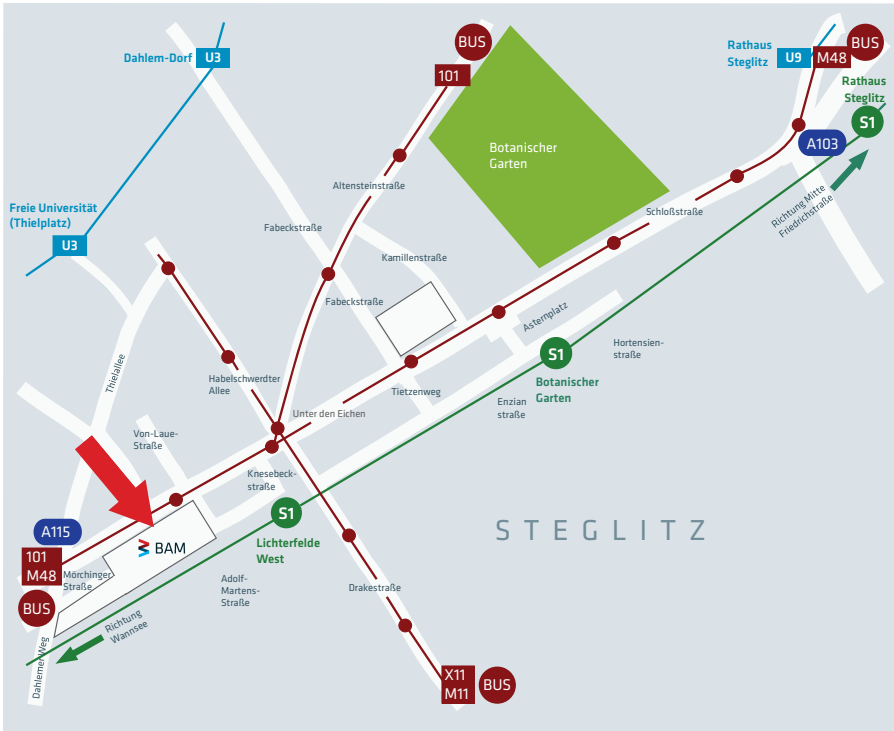 Dahlem-Dorf
U3
BUS
101
Rathaus
Steglitz
U9
M48
BUS
Rathaus
Steglitz
S1
A103
Botanischer
Garten
Altensteinstraße
Schloßstraße
Richtung Mitte
Friedrichstraße
Freie Universität
(Thielplatz)
U3
Fabeckstraße
Kamillenstraße
Fabeckstraße
Asternplatz
Hortensien-
straße
S1
Botanischer
Garten
Thielallee
Habelschwerdter
Allee
Tietzenweg
Enzian
straße
Unter den Eichen
Von-Laue-
Straße
Knesebeck-
straße
S1
Lichterfelde
West
STEGLITZ
A115
101
M48
BUS
Mörchinger
Straße
BAM
Adolf-
Martens-
Straße
Drakestraße
Richtung
Wannsee
Dahlemer Weg
X11
M11
BUS